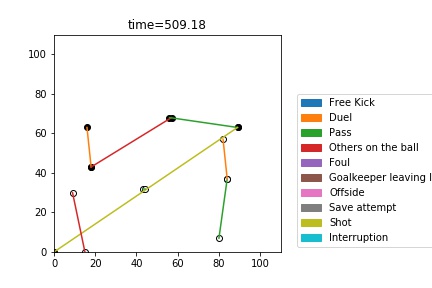 time=509.18
100
80
60
40
20
0
0 20 40 60 80 100
Free Kick
Duel
Pass
Others on the ball
Foul
Goalkeeper leaving l
Offside
Save attempt
Shot
Interruption